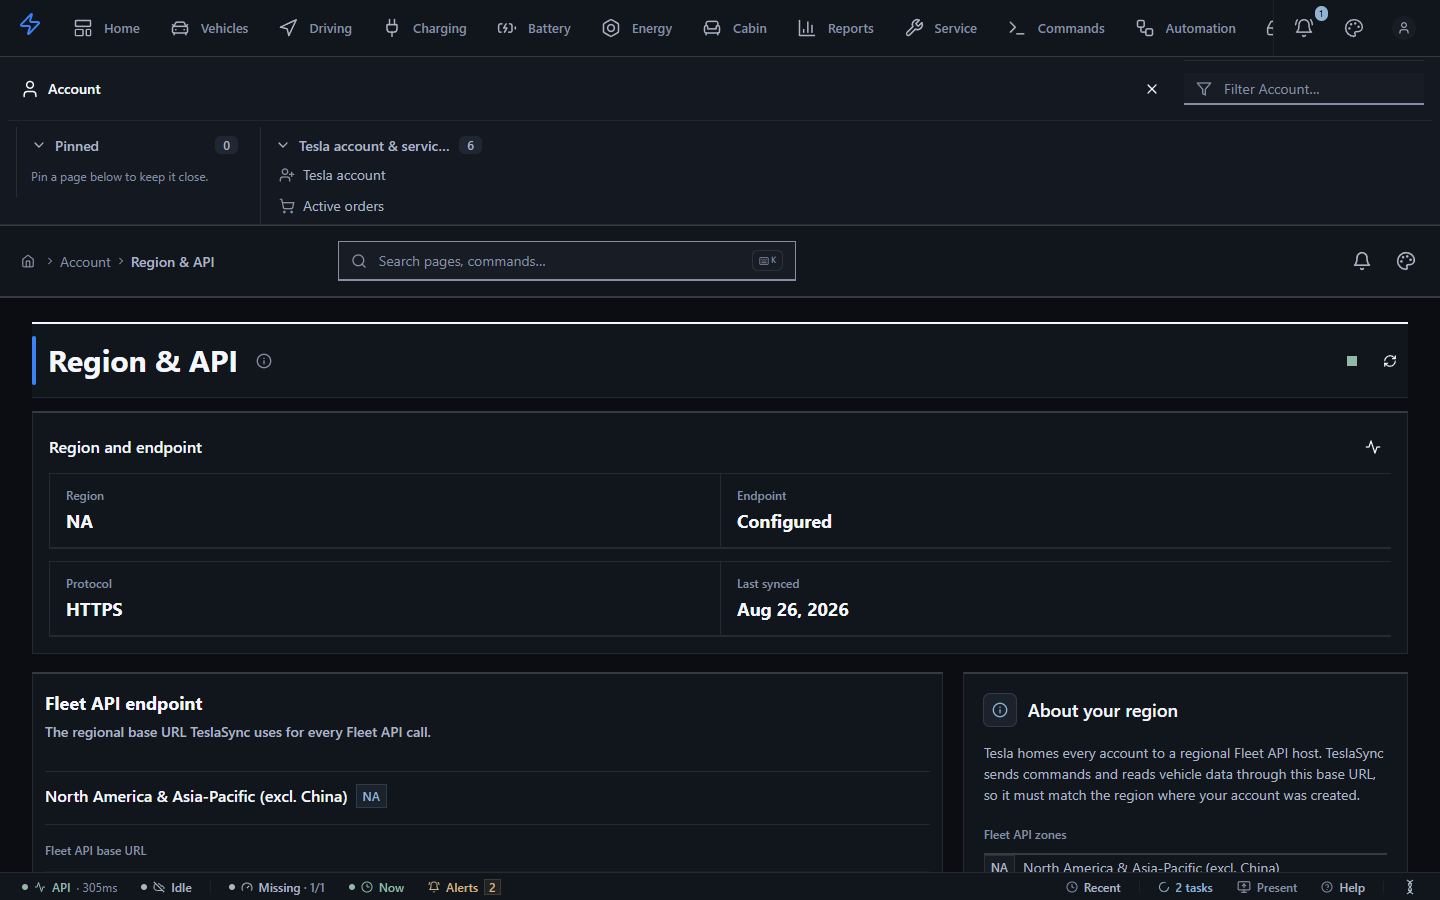 Home
Vehicles
Driving
Charging
Battery
Energy
Cabin
Reports
Service
Commands
Automation
1
Account
Filter Account...
Pinned
0
Pin a page below to keep it close.
Tesla account & servic...
6
Tesla account
Active orders
Account
Region & API
Search pages, commands...
K
Region & API
Region and endpoint
Region
NA
Endpoint
Configured
Protocol
HTTPS
Last synced
Aug 26, 2026
Fleet API endpoint
The regional base URL TeslaSync uses for every Fleet API call.
North America & Asia-Pacific (excl. China)
NA
Fleet API base URL
About your region
Tesla homes every account to a regional Fleet API host. TeslaSync
sends commands and reads vehicle data through this base URL,
so it must match the region where your account was created.
Fleet API zones
NA
North America & Asia-Pacific (excl. China)
API · 305ms
Idle
Missing · 1/1
Now
Alerts
2
Recent
2 tasks
Present
Help